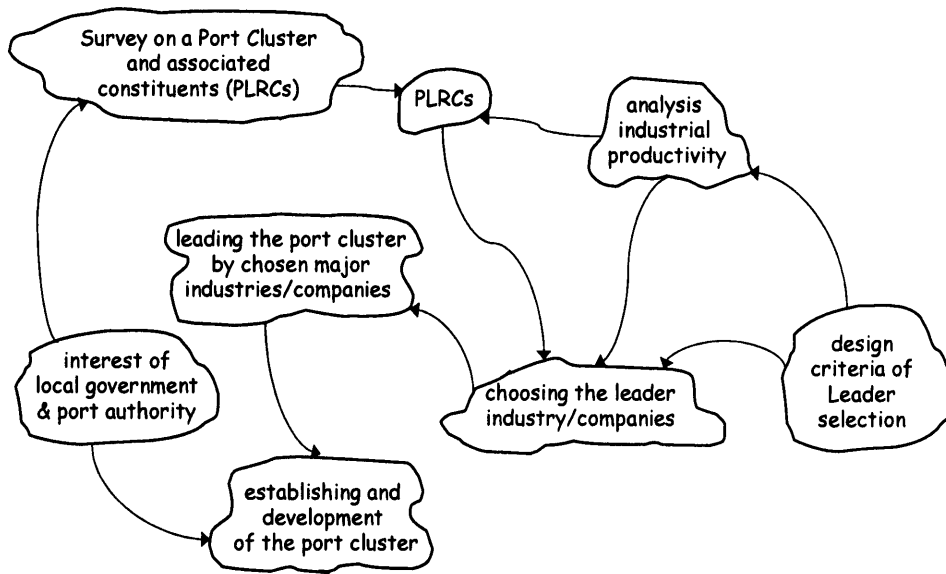 Survey on a Port Cluster
and associated
constituents (PLRCs)
PLRCs
analysis
industrial
productivity
leading the port cluster
by chosen major
industries/companies
interest of
local government
& port authority
choosing the leader
industry/companies
design
criteria of
Leader
selection
establishing and
development
of the port cluster